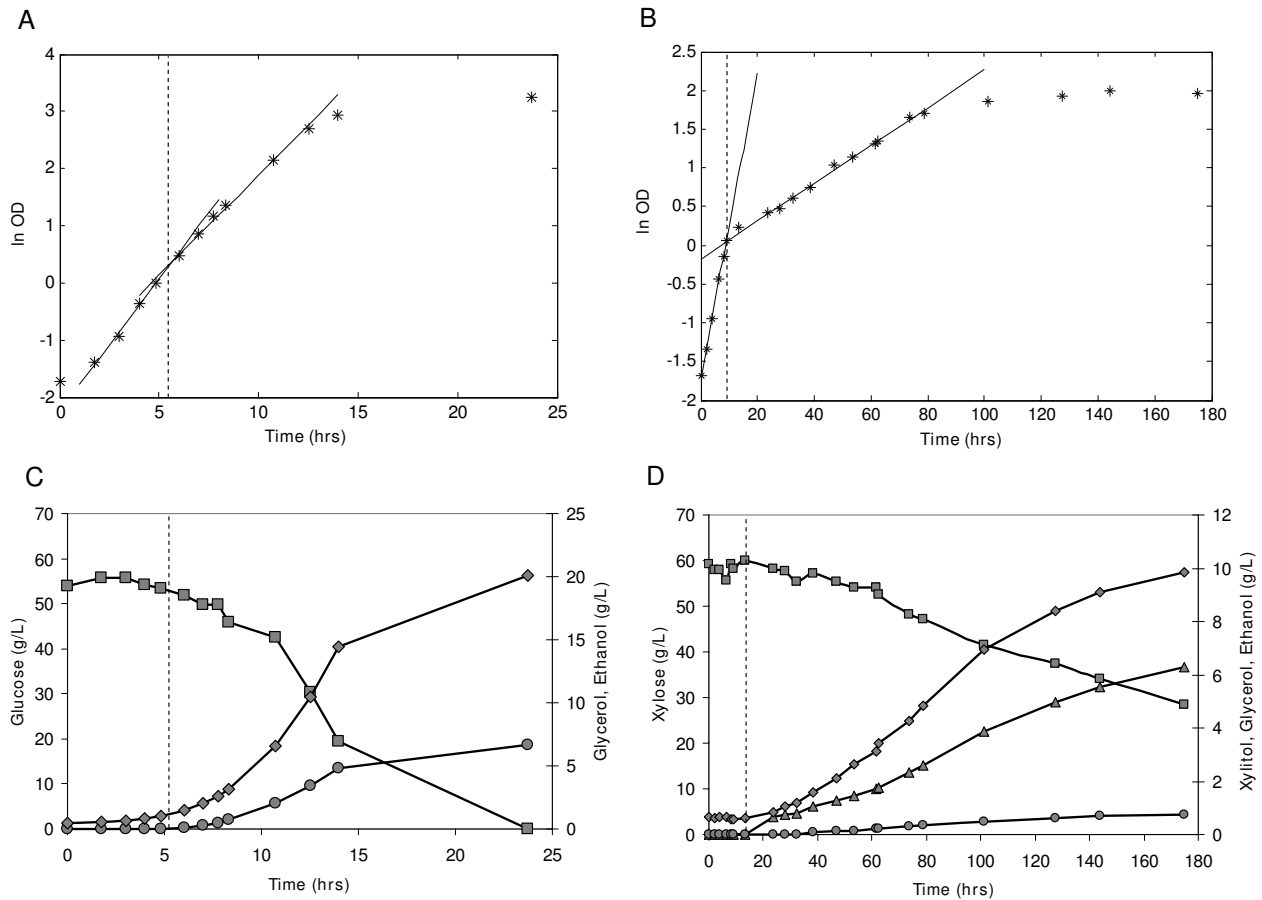 A
4
3
2
1
0
-1
-2
ln OD
0 5 10 15 20 25
Time (hrs)
B
2.5
2
1.5
1
0.5
0
-0.5
-1
-1.5
-2
ln OD
0 20 40 60 80 100 120 140 160 180
Time (hrs)
C
70
60
50
40
30
20
10
0
Glucose (g/L)
25
20
15
10
5
0
Glycerol, Ethanol (g/L)
0 5 10 15 20 25
Time (hrs)
D
70
60
50
40
30
20
10
0
Xylose (g/L)
12
10
8
6
4
2
0
Xylitol, Glycerol, Ethanol (g/L)
0 20 40 60 80 100 120 140 160 180
Time (hrs)